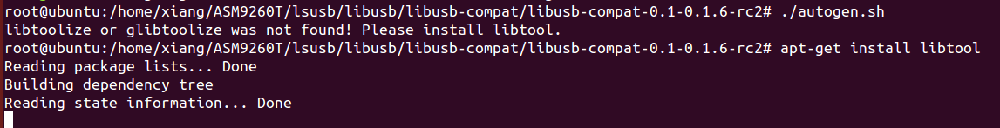 root@ubuntu:/home/xiang/ASM9260T/lsusb/libusb/libusb-compat/libusb-compat-0.1-0.1.6-rc2# ./autogen.sh
libtoolize or glibtoolize was not found! Please install libtool.
root@ubuntu:/home/xiang/ASM9260T/lsusb/libusb/libusb-compat/libusb-compat-0.1-0.1.6-rc2# apt-get install libtool
Reading package lists... Done
Building dependency tree
Reading state information... Done